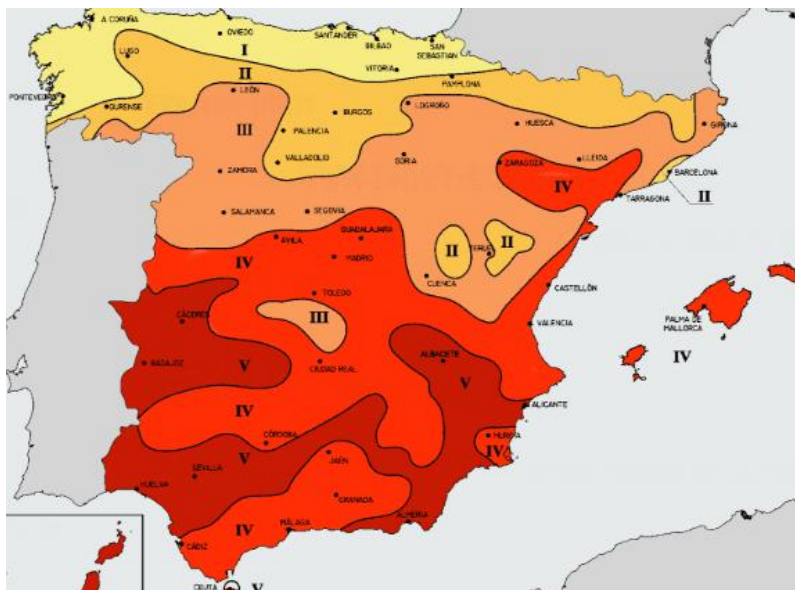 A CORUÑA
OVIEDO
SANTANDER
BILBAO
SAN
SEBASTIAN
LUGO
I
VITORIA
II
PAMPLONA
PONTEVEDRA
OURENSE
LEÓN
BURGOS
LOGROÑO
III
PALENCIA
HUESCA
GIRONA
VALLADOLID
SORIA
ZARAGOZA
LLEIDA
ZAMORA
IV
BARCELONA
TARRAGONA
II
SALAMANCA
SEGOVIA
ÁVILA
GUADALAJARA
II
II
TERUEL
IV
MADRID
CUENCA
TOLEDO
CASTELLÓN
CÁCERES
III
VALENCIA
PALMA DE
MALLORCA
IV
BADAJOZ
V
CIUDAD REAL
ALBACETE
V
IV
ALICANTE
CÓRDOBA
MURCIA
IV
V
JAÉN
SEVILLA
HUELVA
GRANADA
IV
MÁLAGA
ALMERIA
CÁDIZ
CEUTA
V